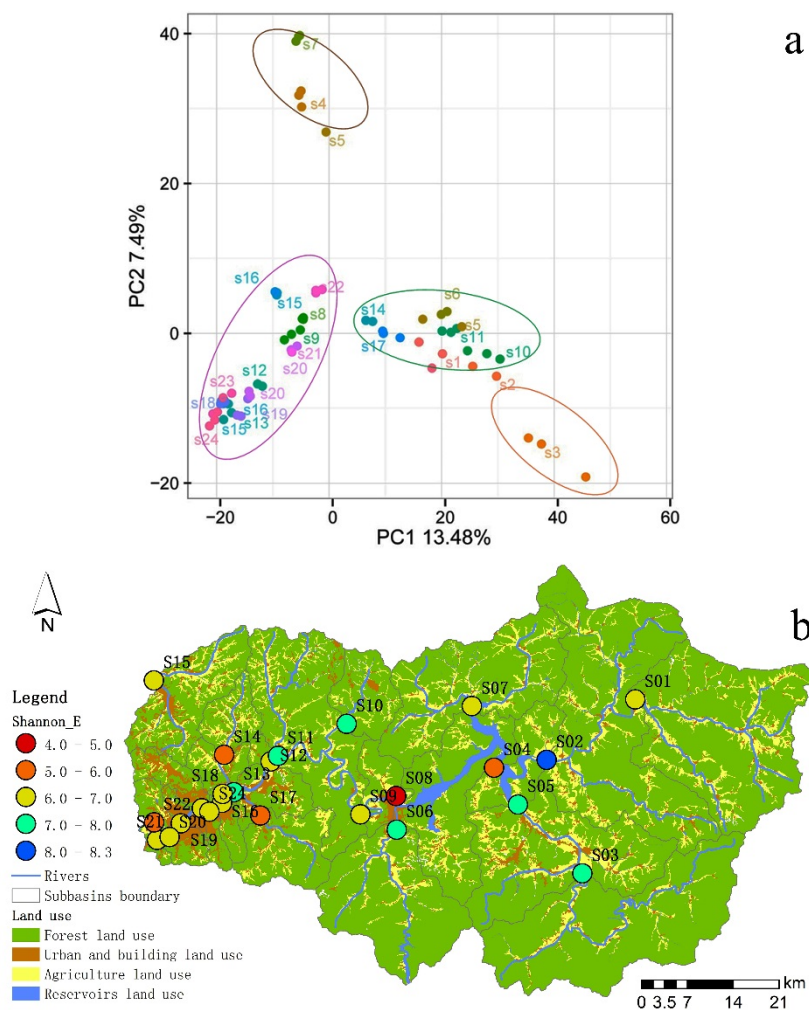 a
40
20
0
−20
PC2 7.49%
s7
s4
s5
s16
s15
22
s8
s9
s21
s20
s12
s23
s20
s18
s16
s19
s15
s13
s24
s14
s6
s5
s11
s17
s10
s1
s2
s3
−20
0
20
40
60
PC1 13.48%
b
N
Legend
Shannon_E
4.0 - 5.0
5.0 - 6.0
6.0 - 7.0
7.0 - 8.0
8.0 - 8.3
Rivers
Subbasins boundary
Land use
Forest land use
Urban and building land use
Agriculture land use
Reservoirs land use
S15
S07
S01
S10
S14
S11
S12
S04
S02
S18
S13
S08
S05
S24
S22
S17
S09
S16
S06
S21
S20
S19
S03
km
0 3.5 7 14 21